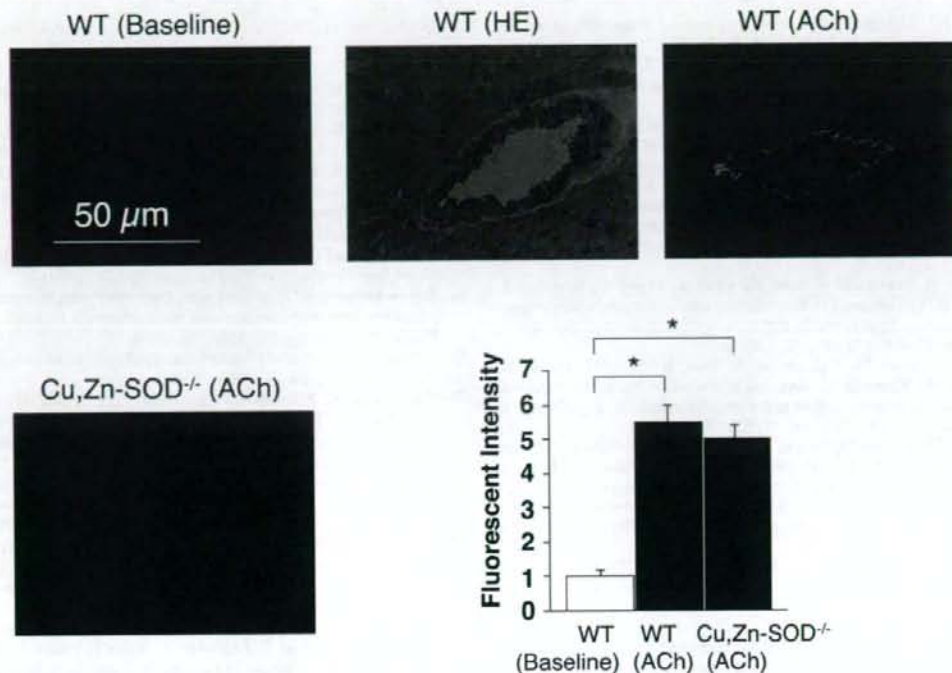 WT (Baseline)
WT (HE)
WT (ACh)
50 µm
Cu,Zn-SOD-/- (ACh)
*
*
Fluorescent Intensity
7
6
5
4
3
2
1
0
WT
(Baseline)
WT
(ACh)
Cu,Zn-SOD-/-
(ACh)